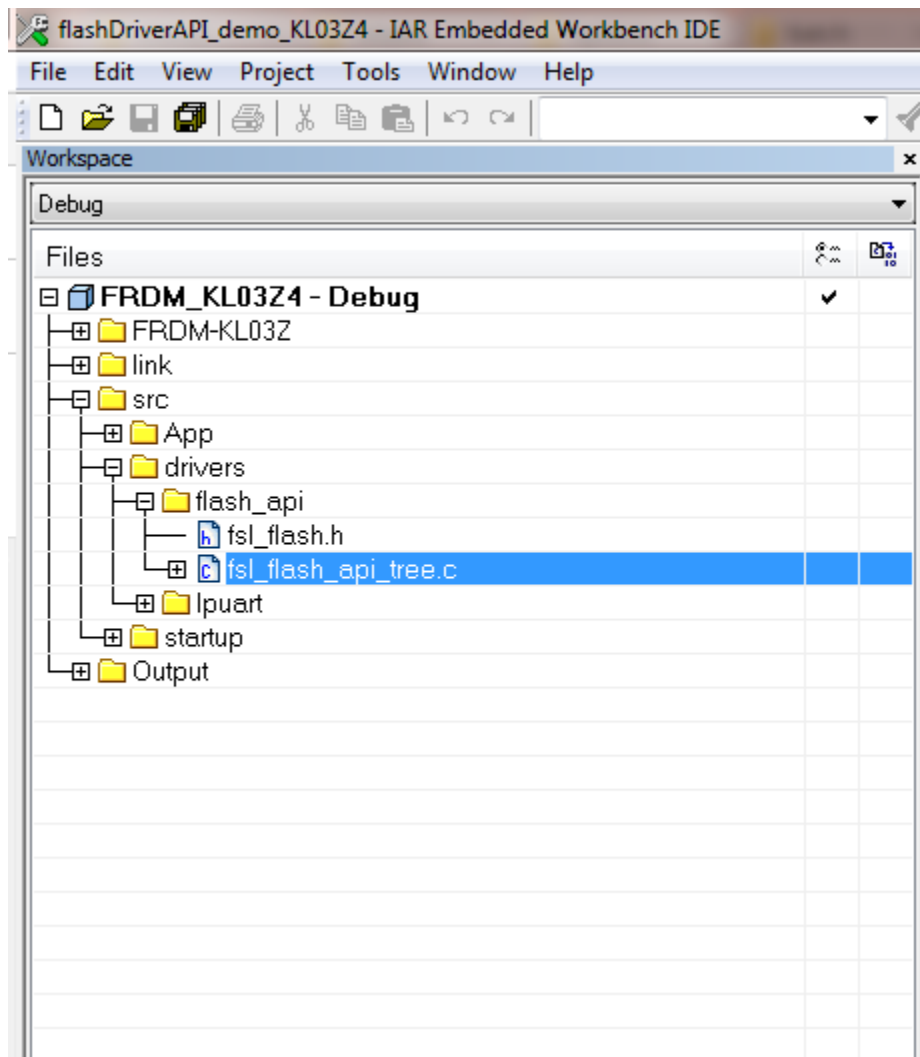 flashDriverAPI_demo_KL03Z4 - IAR Embedded Workbench IDE
File Edit View Project Tools Window Help
Workspace
Debug
Files
FRDM_KL03Z4 - Debug
FRDM-KL03Z
link
src
App
drivers
flash_api
fsl_flash.h
fsl_flash_api_tree.c
lpuart
startup
Output